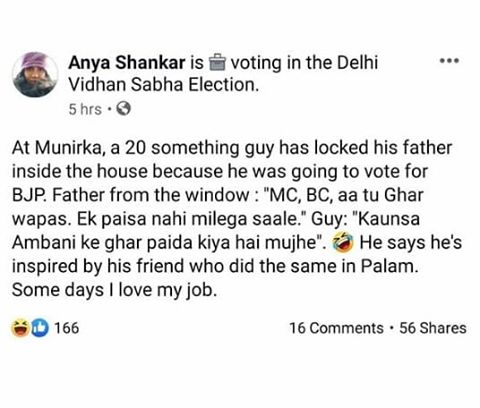 Anya Shankar is 🗳 voting in the Delhi
Vidhan Sabha Election.
5 hrs ·
At Munirka, a 20 something guy has locked his father
inside the house because he was going to vote for
BJP. Father from the window : "MC, BC, aa tu Ghar
wapas. Ek paisa nahi milega saale." Guy: "Kaunsa
Ambani ke ghar paida kiya hai mujhe". 🤣 He says he's
inspired by his friend who did the same in Palam.
Some days I love my job.
166
16 Comments · 56 Shares